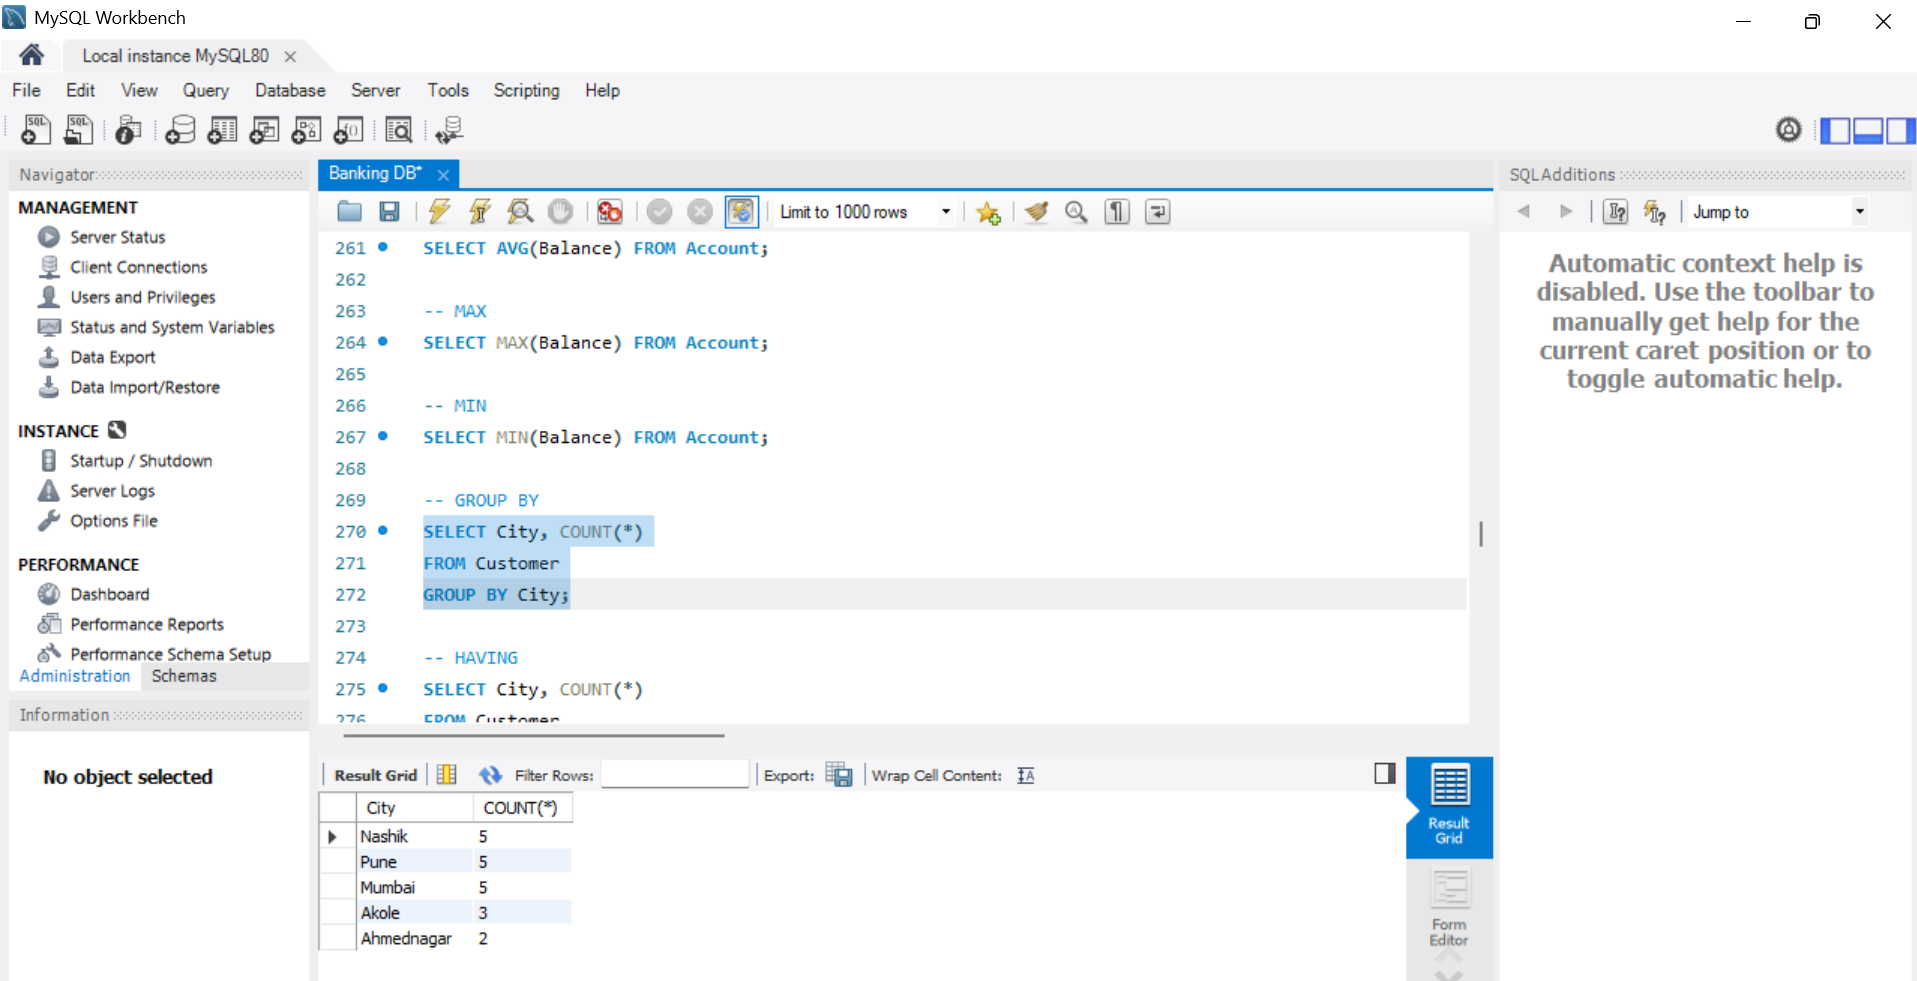 MySQL Workbench
Local instance MySQL80
File Edit View Query Database Server Tools Scripting Help
Navigator
MANAGEMENT
Server Status
Client Connections
Users and Privileges
Status and System Variables
Data Export
Data Import/Restore
INSTANCE
Startup / Shutdown
Server Logs
Options File
PERFORMANCE
Dashboard
Performance Reports
Performance Schema Setup
Administration Schemas
Information
No object selected
Banking DB*
Limit to 1000 rows
261 SELECT AVG(Balance) FROM Account;
262
263 -- MAX
264 SELECT MAX(Balance) FROM Account;
265
266 -- MIN
267 SELECT MIN(Balance) FROM Account;
268
269 -- GROUP BY
270 SELECT City, COUNT(*)
271 FROM Customer
272 GROUP BY City;
273
274 -- HAVING
275 SELECT City, COUNT(*)
276 FROM Customer
Result Grid Filter Rows: Export: Wrap Cell Content:
City COUNT(*)
Nashik 5
Pune 5
Mumbai 5
Akole 3
Ahmednagar 2
Result
Grid
Form
Editor
SQLAdditions
Jump to
Automatic context help is
disabled. Use the toolbar to
manually get help for the
current caret position or to
toggle automatic help.